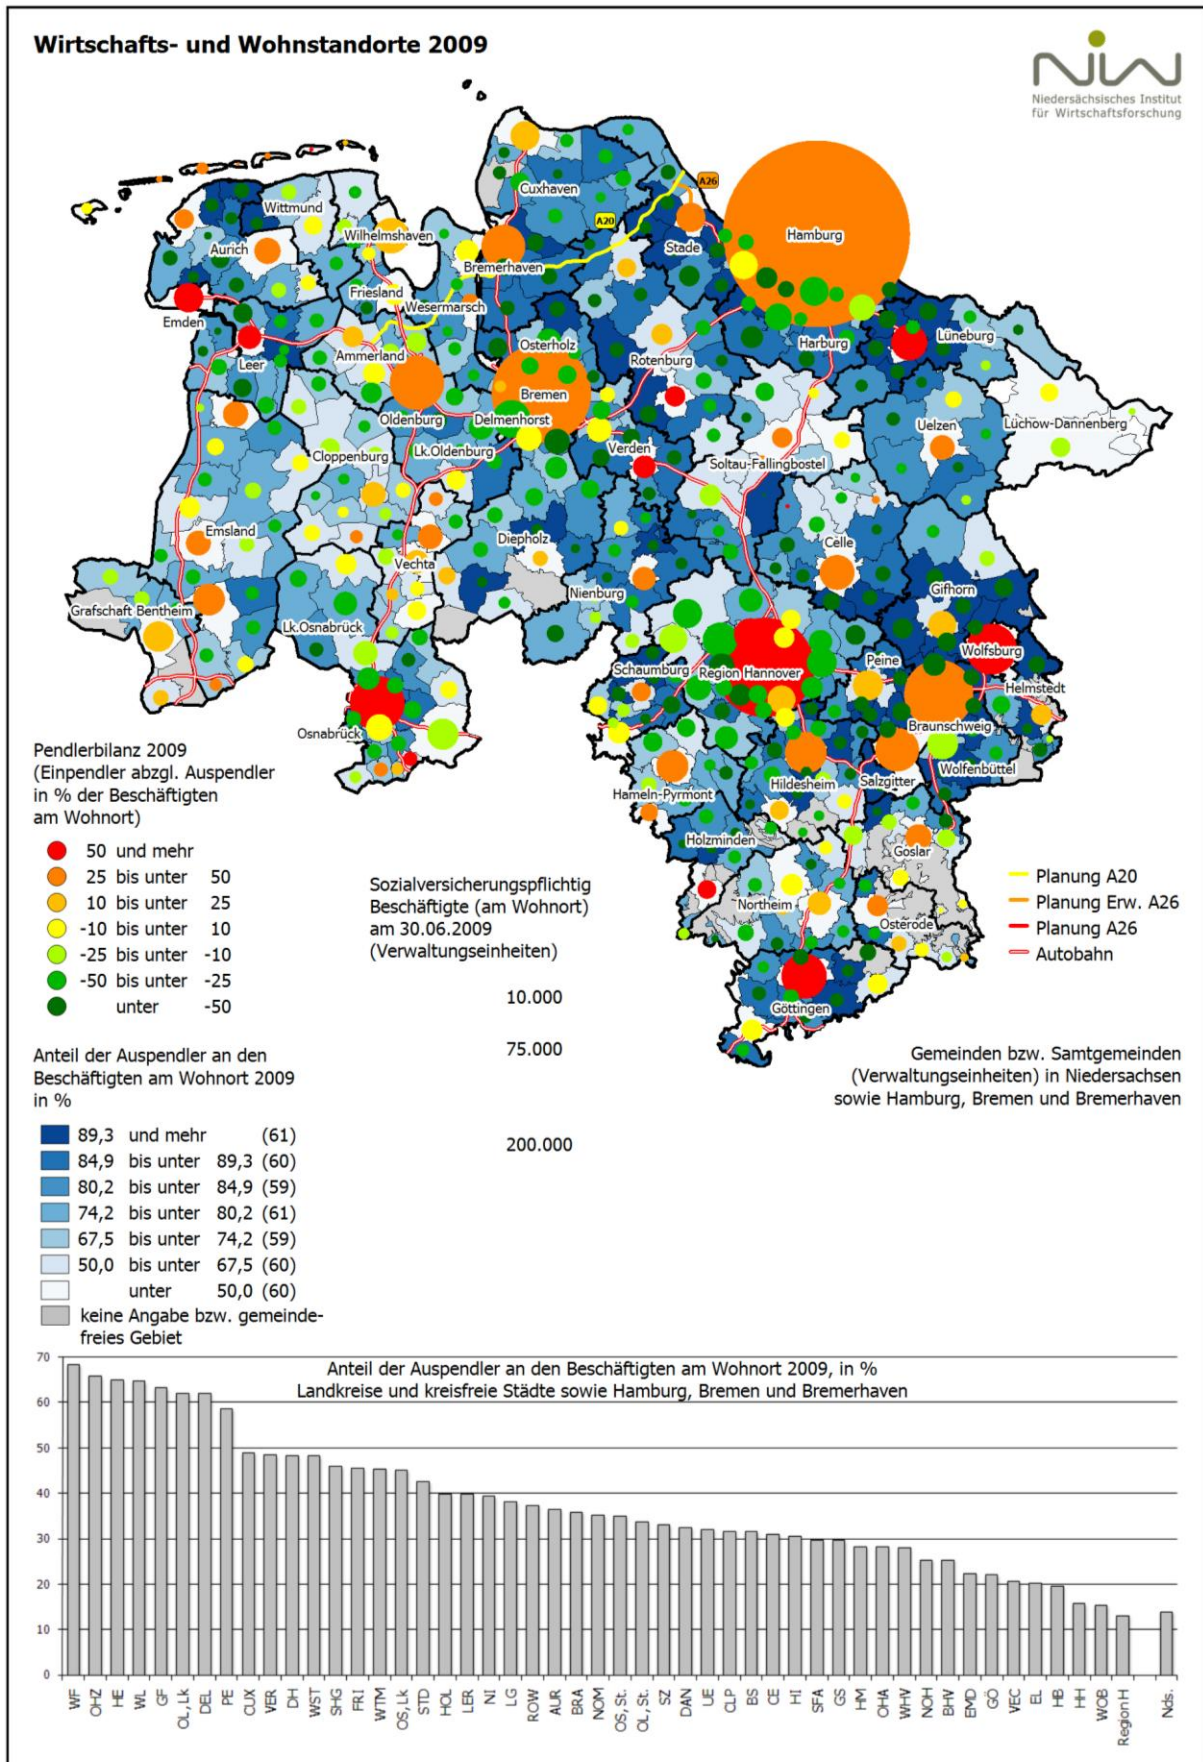 Wirtschafts- und Wohnstandorte 2009
NiW
Niedersächsisches Institut
für Wirtschaftsforschung
A26
A20
Cuxhaven
Wittmund
Hamburg
Stade
Wilhelmshaven
Aurich
Bremerhaven
Friesland
Wesermarsch
Emden
Lüneburg
Osterholz
Harburg
Ammerland
Rotenburg
Leer
Bremen
Oldenburg
Delmenhorst
Uelzen
Lüchow-Dannenberg
Cloppenburg
Lk.Oldenburg
Verden
Soltau-Fallingbostel
Emsland
Diepholz
Celle
Vechta
Gifhorn
Nienburg
Grafschaft Bentheim
Lk.Osnabrück
Wolfsburg
Schaumburg
Region Hannover
Peine
Helmstedt
Braunschweig
Osnabrück
Wolfenbüttel
Hildesheim
Salzgitter
Hameln-Pyrmont
Holzminden
Goslar
Northeim
Osterode
Göttingen
Pendlerbilanz 2009
(Einpendler abzgl. Auspendler
in % der Beschäftigten
am Wohnort)
50 und mehr
25 bis unter 50
10 bis unter 25
-10 bis unter 10
-25 bis unter -10
-50 bis unter -25
unter -50
Sozialversicherungspflichtig
Beschäftigte (am Wohnort)
am 30.06.2009
(Verwaltungseinheiten)
10.000
75.000
200.000
Planung A20
Planung Erw. A26
Planung A26
Autobahn
Gemeinden bzw. Samtgemeinden
(Verwaltungseinheiten) in Niedersachsen
sowie Hamburg, Bremen und Bremerhaven
Anteil der Auspendler an den
Beschäftigten am Wohnort 2009
in %
89,3 und mehr (61)
84,9 bis unter 89,3 (60)
80,2 bis unter 84,9 (59)
74,2 bis unter 80,2 (61)
67,5 bis unter 74,2 (59)
50,0 bis unter 67,5 (60)
unter 50,0 (60)
keine Angabe bzw. gemeinde-
freies Gebiet
Anteil der Auspendler an den Beschäftigten am Wohnort 2009, in %
Landkreise und kreisfreie Städte sowie Hamburg, Bremen und Bremerhaven
70
60
50
40
30
20
10
0
WF
OHZ
HE
WL
GF
OL, Lk
DEL
PE
CUX
VER
DH
WST
SHG
FRI
WTM
OS, Lk
STD
HOL
LER
NI
LG
ROW
AUR
BRA
NOM
OS, St.
OL, St.
SZ
DAN
UE
CLP
BS
CE
HI
SFA
GS
HM
OHA
WHV
NOH
BHV
EMD
GÖ
VEC
EL
HB
HH
WOB
Region H
Nds.